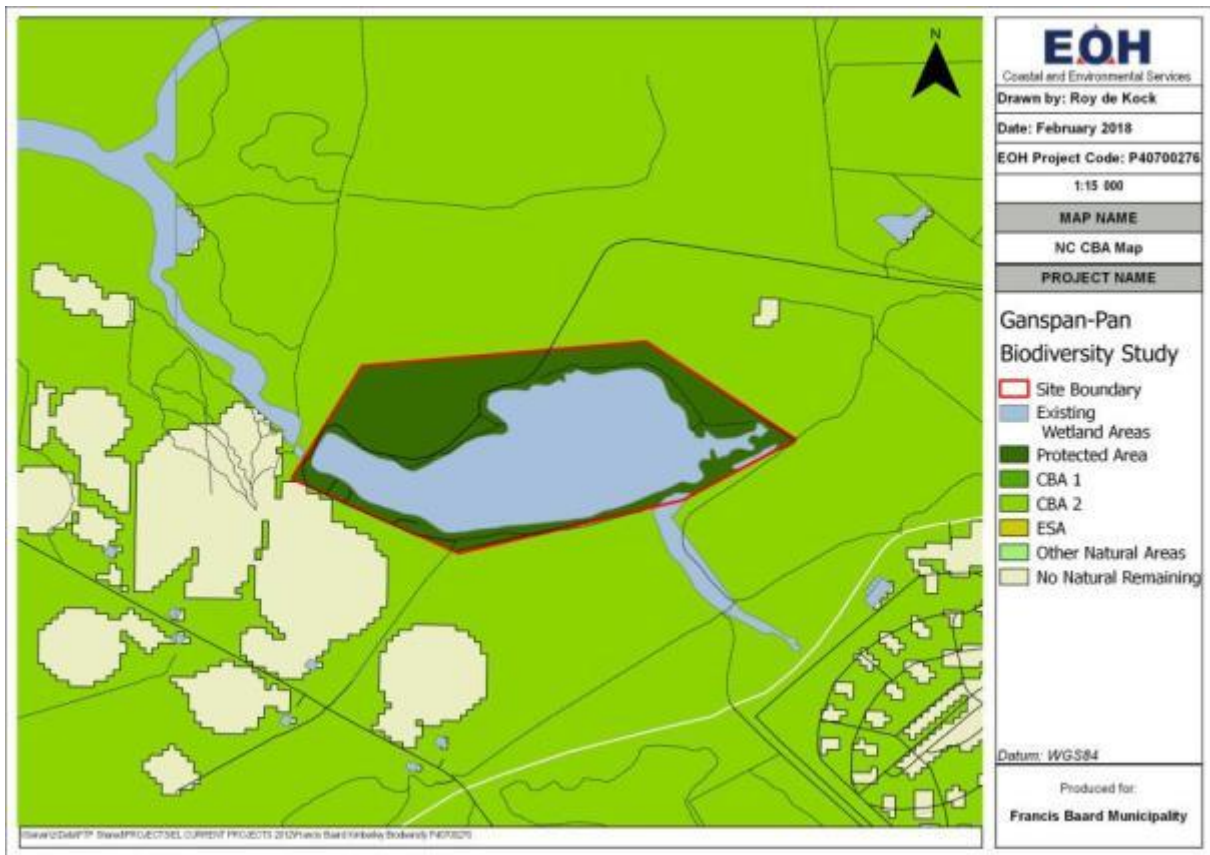 N
EOH
Coastal and Environmental Services
Drawn by: Roy de Kock
Date: February 2018
EOH Project Code: P40700276
1:15 000
MAP NAME
NC CBA Map
PROJECT NAME
Ganspan-Pan
Biodiversity Study
Site Boundary
Existing
Wetland Areas
Protected Area
CBA 1
CBA 2
ESA
Other Natural Areas
No Natural Remaining
Datum: WGS84
Produced for:
Francis Baard Municipality